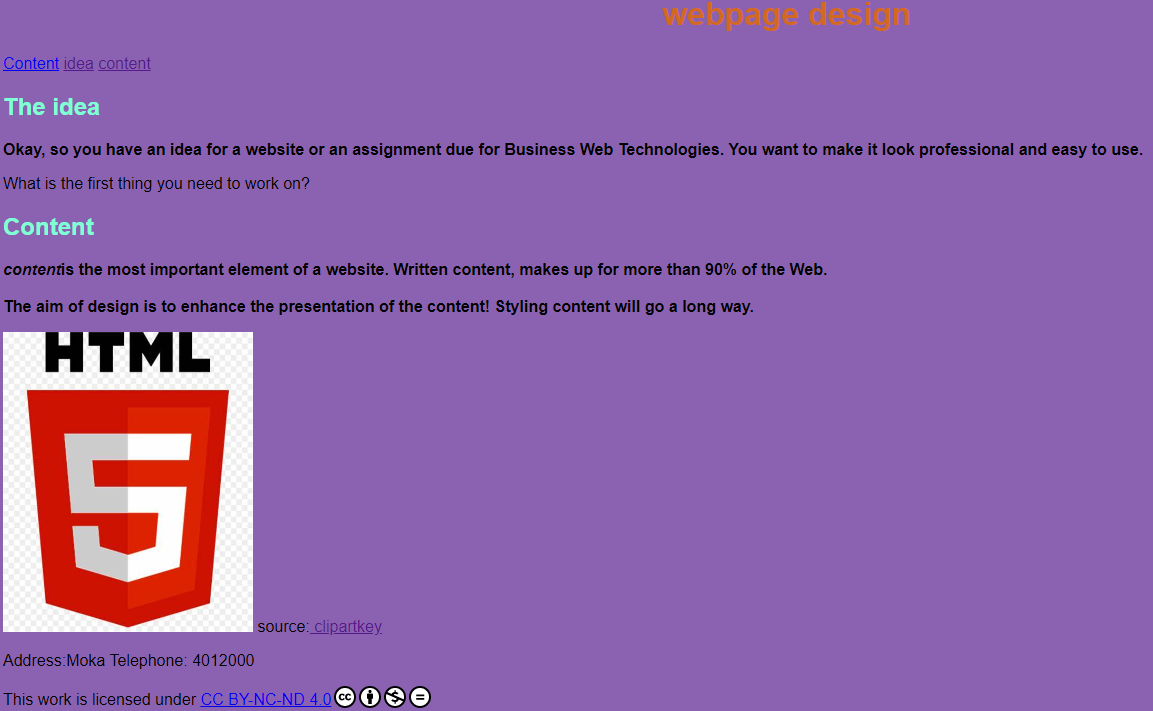 webpage design
Content idea content
The idea
Okay, so you have an idea for a website or an assignment due for Business Web Technologies. You want to make it look professional and easy to use.
What is the first thing you need to work on?
Content
contentis the most important element of a website. Written content, makes up for more than 90% of the Web.
The aim of design is to enhance the presentation of the content! Styling content will go a long way.
HTML
5
source: clipartkey
Address:Moka Telephone: 4012000
This work is licensed under CC BY-NC-ND 4.0 cc $ =